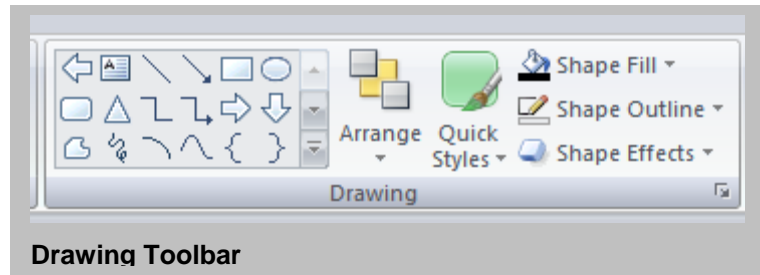 Shape Fill
Shape Outline
Arrange Quick Styles
Shape Effects
Drawing
Drawing Toolbar